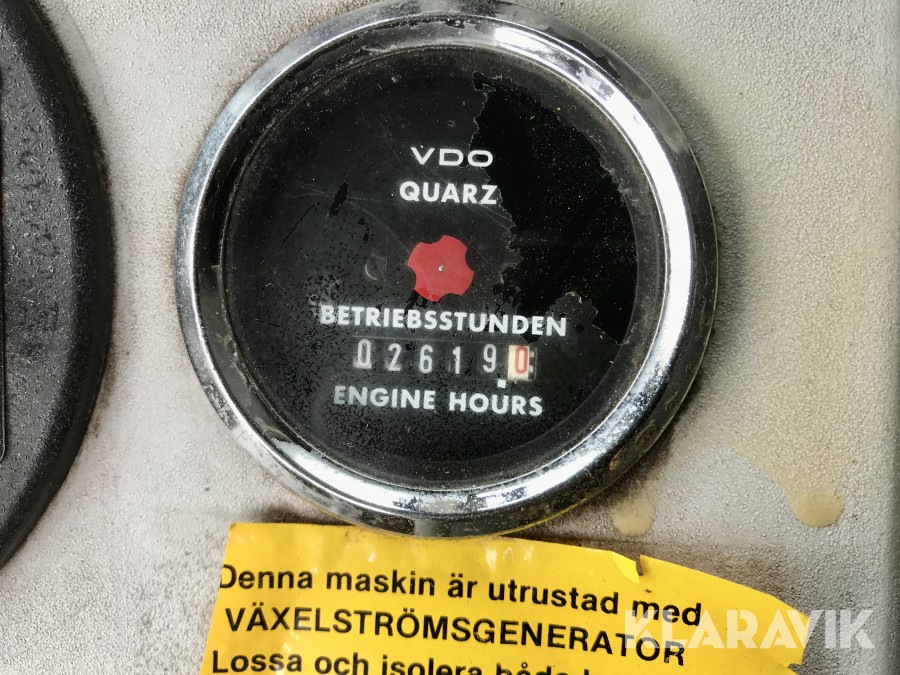 VDO
QUARZ
BETRIEBSSTUNDEN
026190
ENGINE HOURS
Denna maskin är utrustad med
VÄXELSTRÖMSGENERATOR
Lossa och isolera båda
KLARAVIK